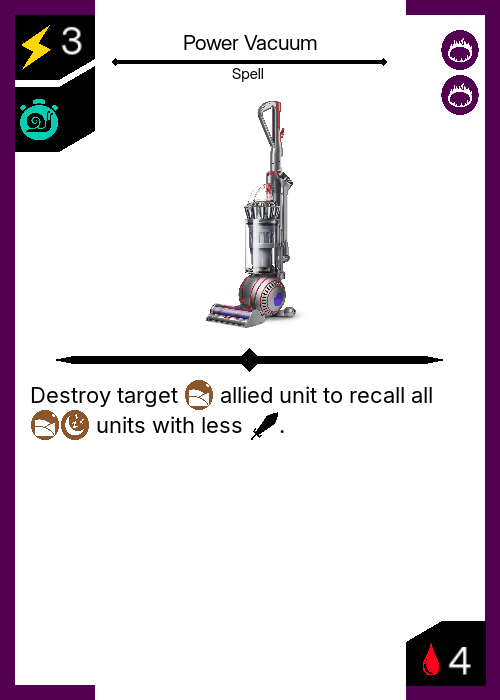 3
Power Vacuum
Spell
Destroy target allied unit to recall all
units with less .
4